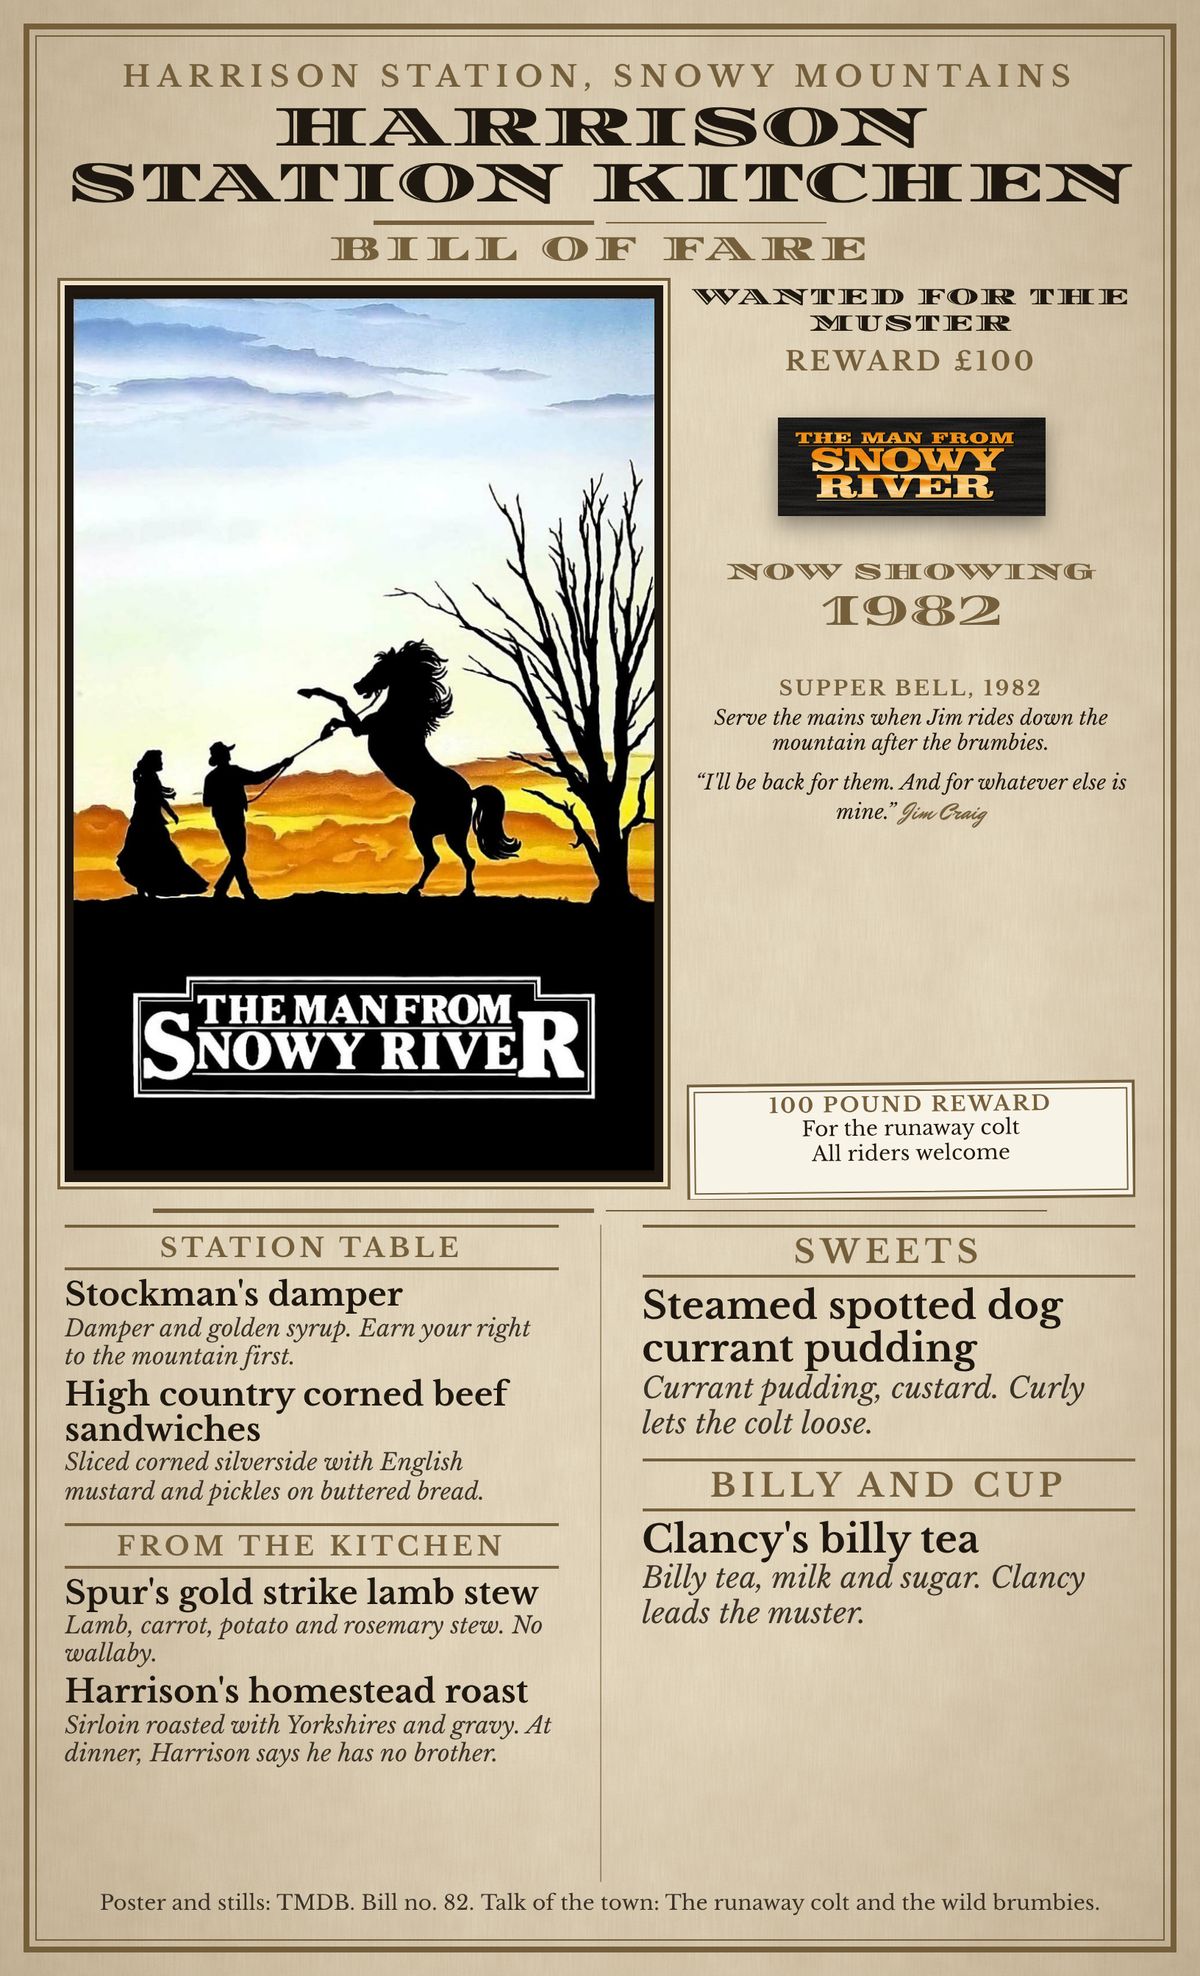 HARRISON STATION, SNOWY MOUNTAINS
HARRISON
STATION KITCHEN
BILL OF FARE
THE MAN FROM
SNOWY RIVER
WANTED FOR THE
MUSTER
REWARD £100
THE MAN FROM
SNOWY
RIVER
NOW SHOWING
1982
SUPPER BELL, 1982
Serve the mains when Jim rides down the
mountain after the brumbies.
“I'll be back for them. And for whatever else is
mine.” Jim Craig
100 POUND REWARD
For the runaway colt
All riders welcome
STATION TABLE
Stockman's damper
Damper and golden syrup. Earn your right
to the mountain first.
High country corned beef
sandwiches
Sliced corned silverside with English
mustard and pickles on buttered bread.
FROM THE KITCHEN
Spur's gold strike lamb stew
Lamb, carrot, potato and rosemary stew. No
wallaby.
Harrison's homestead roast
Sirloin roasted with Yorkshires and gravy. At
dinner, Harrison says he has no brother.
SWEETS
Steamed spotted dog
currant pudding
Currant pudding, custard. Curly
lets the colt loose.
BILLY AND CUP
Clancy's billy tea
Billy tea, milk and sugar. Clancy
leads the muster.
Poster and stills: TMDB. Bill no. 82. Talk of the town: The runaway colt and the wild brumbies.